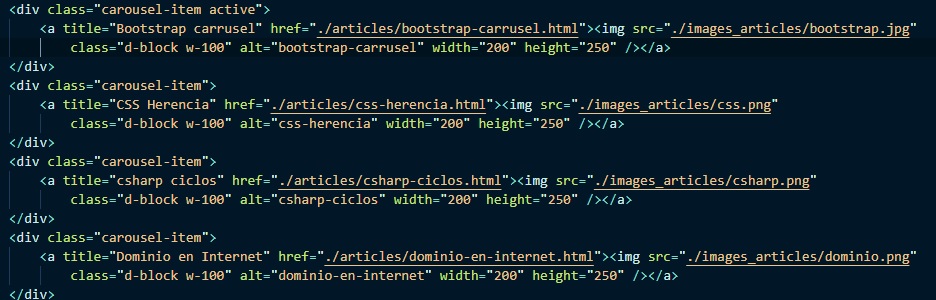 <div class="carousel-item active">
<a title="Bootstrap carrusel" href="./articles/bootstrap-carrusel.html"><img src="./images_articles/bootstrap.jpg"
class="d-block w-100" alt="bootstrap-carrusel" width="200" height="250" /></a>
</div>
<div class="carousel-item">
<a title="CSS Herencia" href="./articles/css-herencia.html"><img src="./images_articles/css.png"
class="d-block w-100" alt="css-herencia" width="200" height="250" /></a>
</div>
<div class="carousel-item">
<a title="csharp ciclos" href="./articles/csharp-ciclos.html"><img src="./images_articles/csharp.png"
class="d-block w-100" alt="csharp-ciclos" width="200" height="250" /></a>
</div>
<div class="carousel-item">
<a title="Dominio en Internet" href="./articles/dominio-en-internet.html"><img src="./images_articles/dominio.png"
class="d-block w-100" alt="dominio-en-internet" width="200" height="250" /></a>
</div>